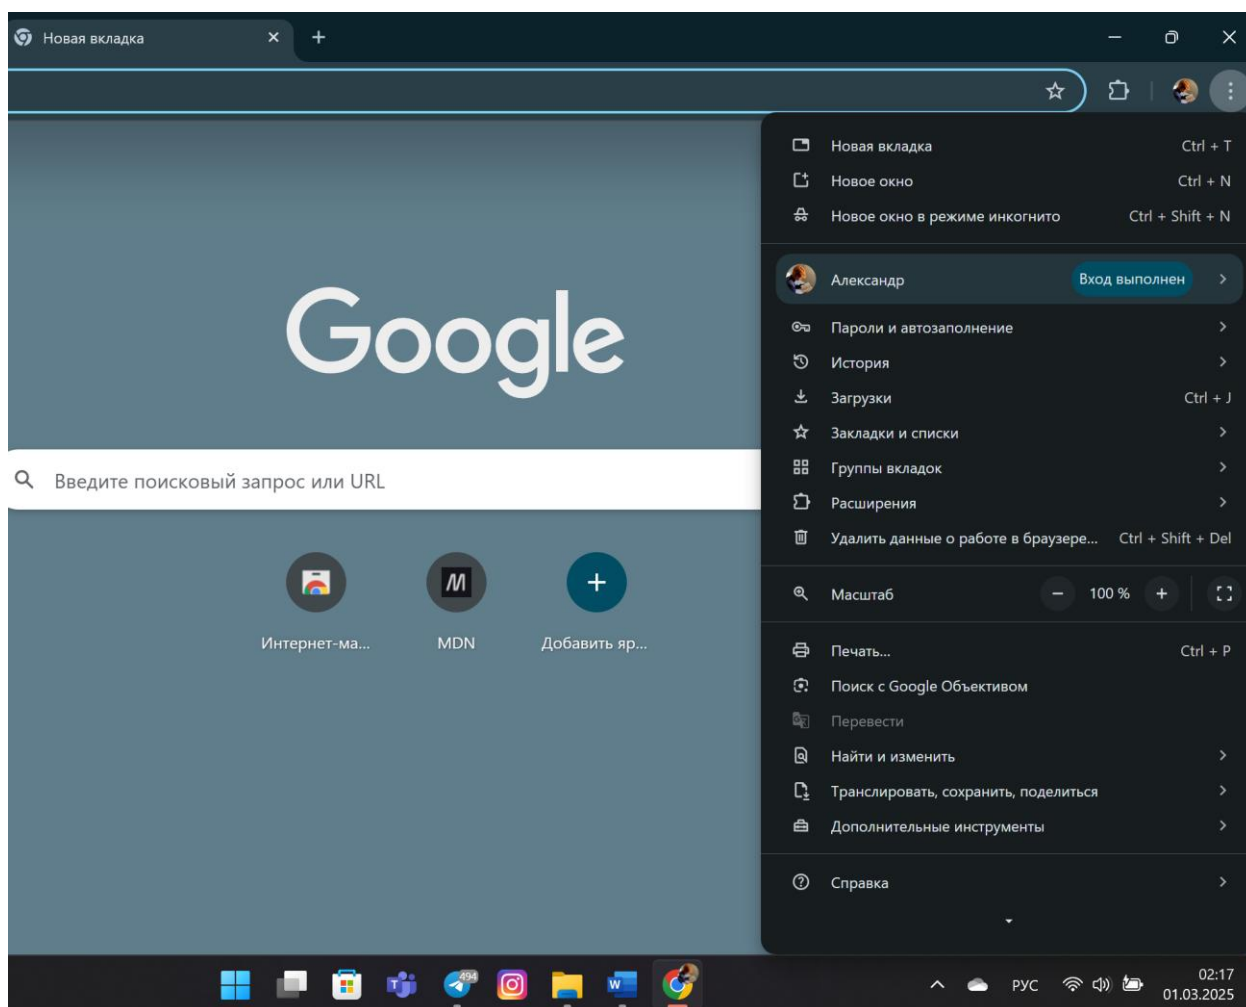 Новая вкладка
Новая вкладка Ctrl + T
Новое окно Ctrl + N
Новое окно в режиме инкогнито Ctrl + Shift + N
Александр Вход выполнен
Пароли и автозаполнение
История
Загрузки Ctrl + J
Закладки и списки
Группы вкладок
Расширения
Удалить данные о работе в браузере... Ctrl + Shift + Del
Масштаб − 100 % +
Печать... Ctrl + P
Поиск с Google Объективом
Перевести
Найти и изменить
Транслировать, сохранить, поделиться
Дополнительные инструменты
Справка
Google
Введите поисковый запрос или URL
Интернет-ма... MDN Добавить яр...
494
РУС
02:17
01.03.2025